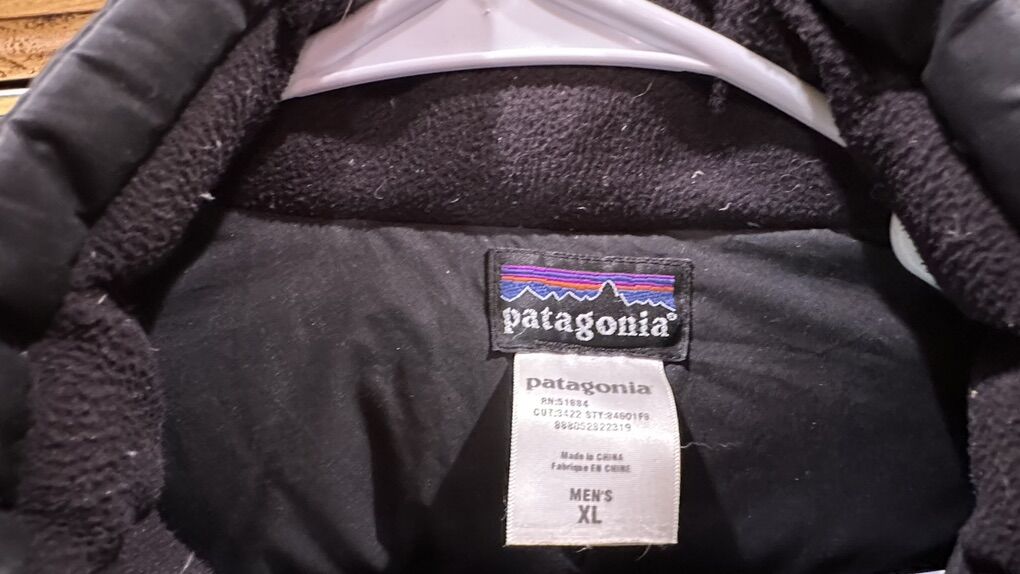 patagonia®
patagonia
RN:51884
CUT:3422 STY:84601F9
888052822319
Made in CHINA
Fabriqué EN CHINE
MEN'S
XL